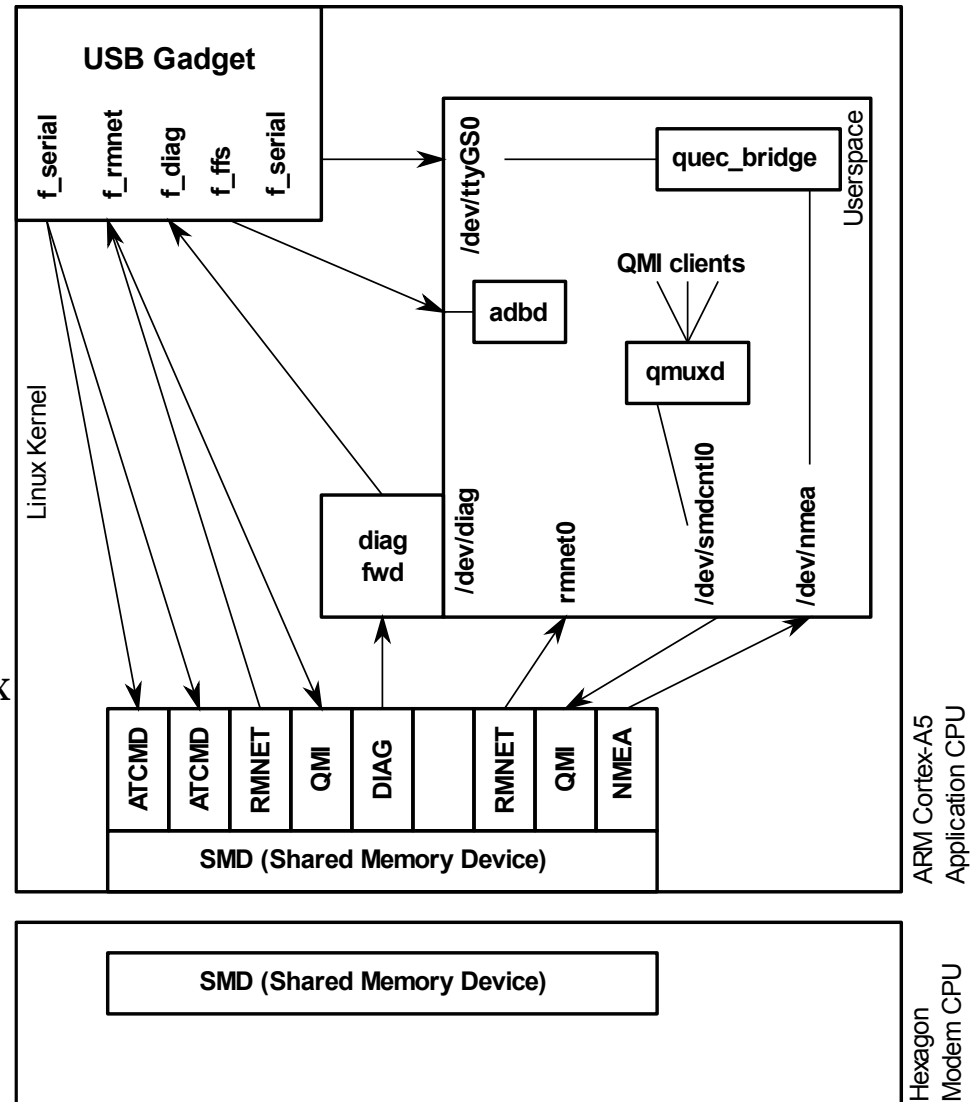 USB Gadget
f_serial
f_rmnet
f_diag
f_ffs
f_serial
/dev/ttyGS0
quec_bridge
Userspace
QMI clients
adbd
qmuxd
Linux Kernel
diag
fwd
/dev/diag
rmnet0
/dev/smdcntl0
/dev/nmea
x
ATCMD
ATCMD
RMNET
QMI
DIAG
RMNET
QMI
NMEA
SMD (Shared Memory Device)
ARM Cortex-A5
Application CPU
SMD (Shared Memory Device)
Hexagon
Modem CPU